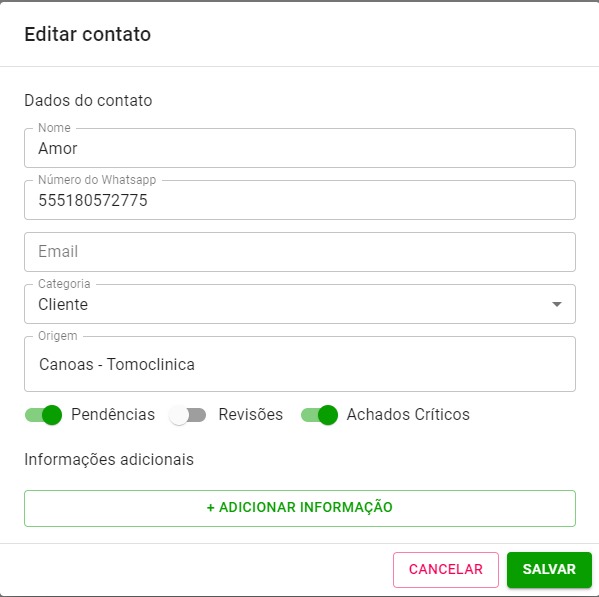 Editar contato
Dados do contato
Nome
Amor
Número do Whatsapp
555180572775
Email
Categoria
Cliente
Origem
Canoas - Tomoclinica
Pendências Revisões Achados Críticos
Informações adicionais
+ ADICIONAR INFORMAÇÃO
CANCELAR SALVAR